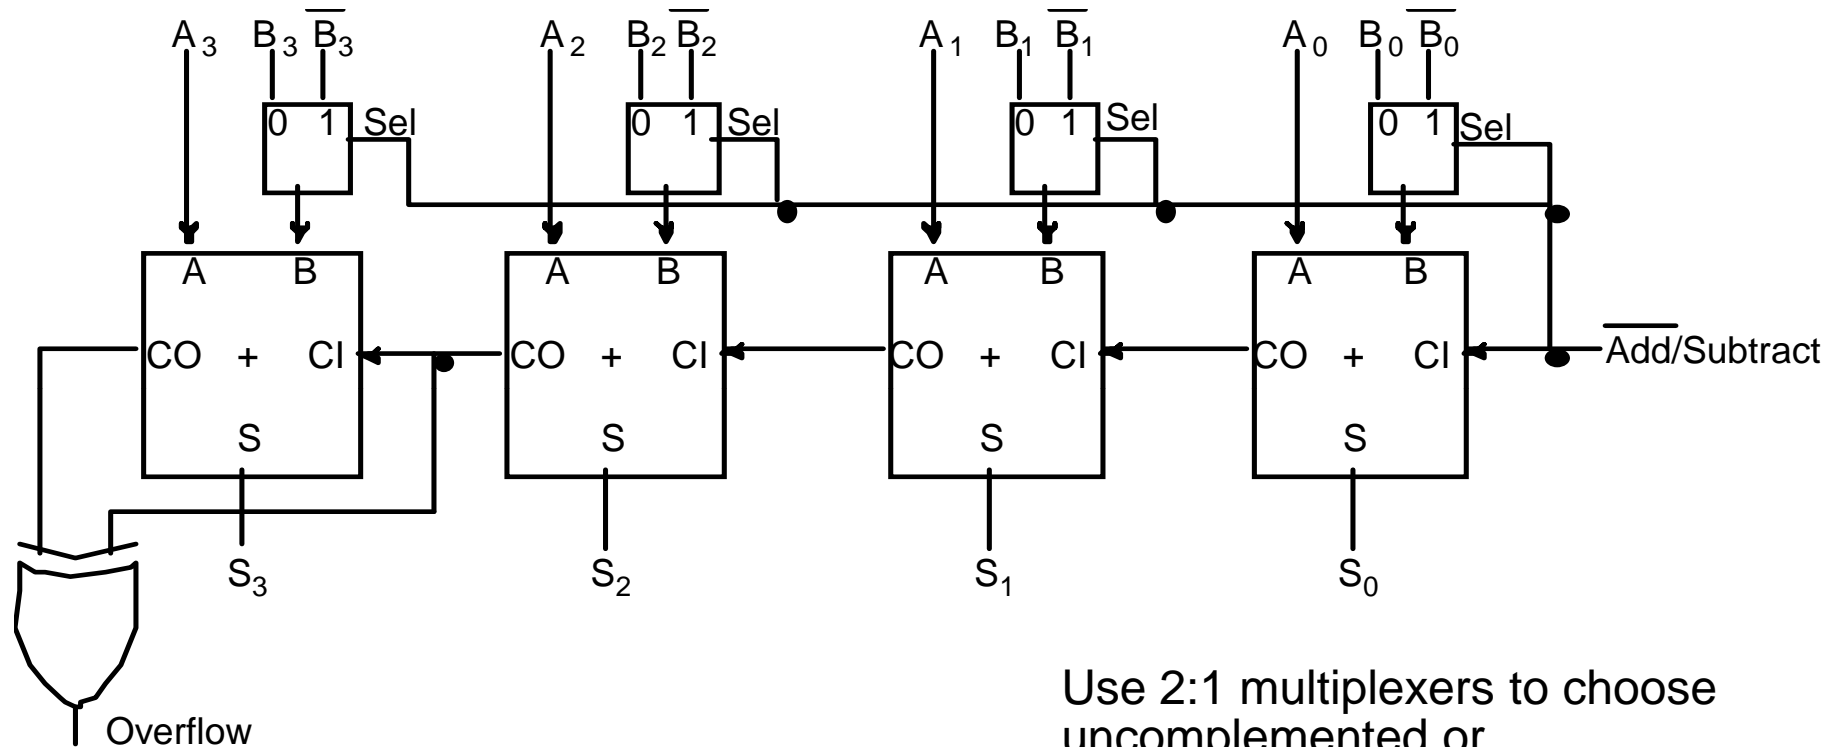 A3 B3 B̅3 A2 B2 B̅2 A1 B1 B̅1 A0 B0 B̅0
0 1 Sel 0 1 Sel 0 1 Sel 0 1 Sel
A B A B A B A B
CO + CI CO + CI CO + CI CO + CI A̅d̅d̅/Subtract
S S S S
S3 S2 S1 S0
Use 2:1 multiplexers to choose
uncomplemented or
Overflow